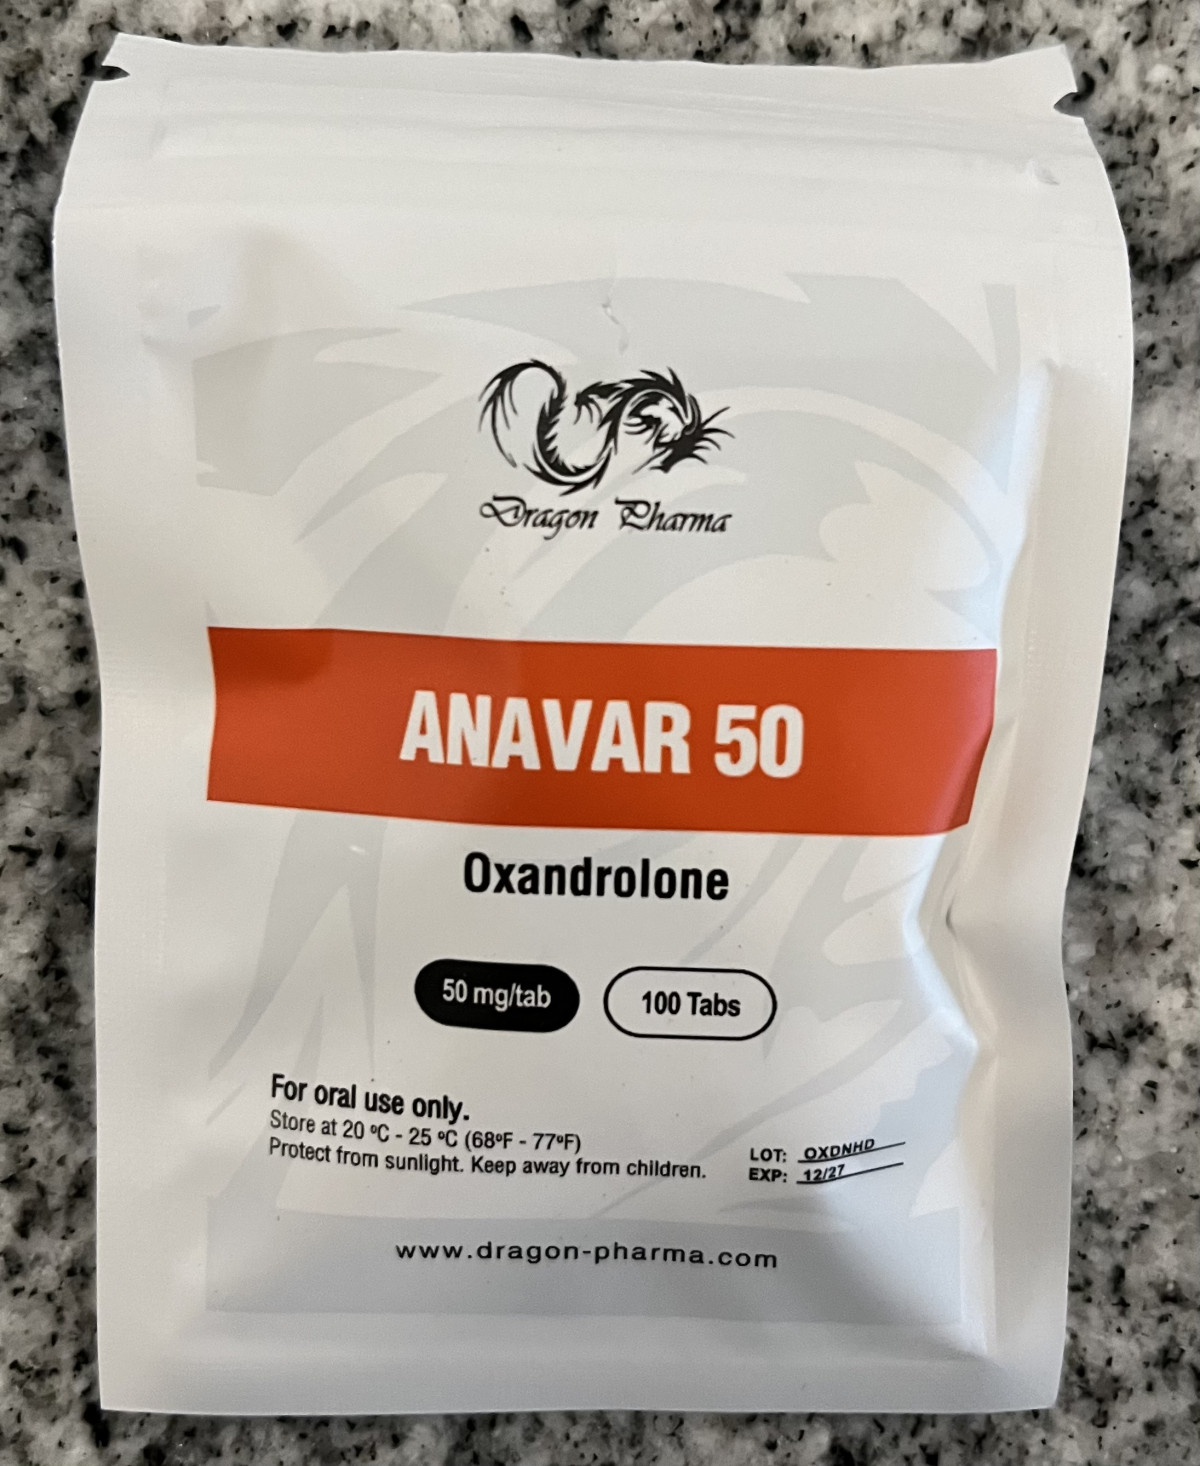 Dragon Pharma
ANAVAR 50
Oxandrolone
50 mg/tab 100 Tabs
For oral use only.
Store at 20 ºC - 25 ºC (68ºF - 77ºF)
Protect from sunlight. Keep away from children.
LOT: OXDNHD
EXP: 12/27
www.dragon-pharma.com